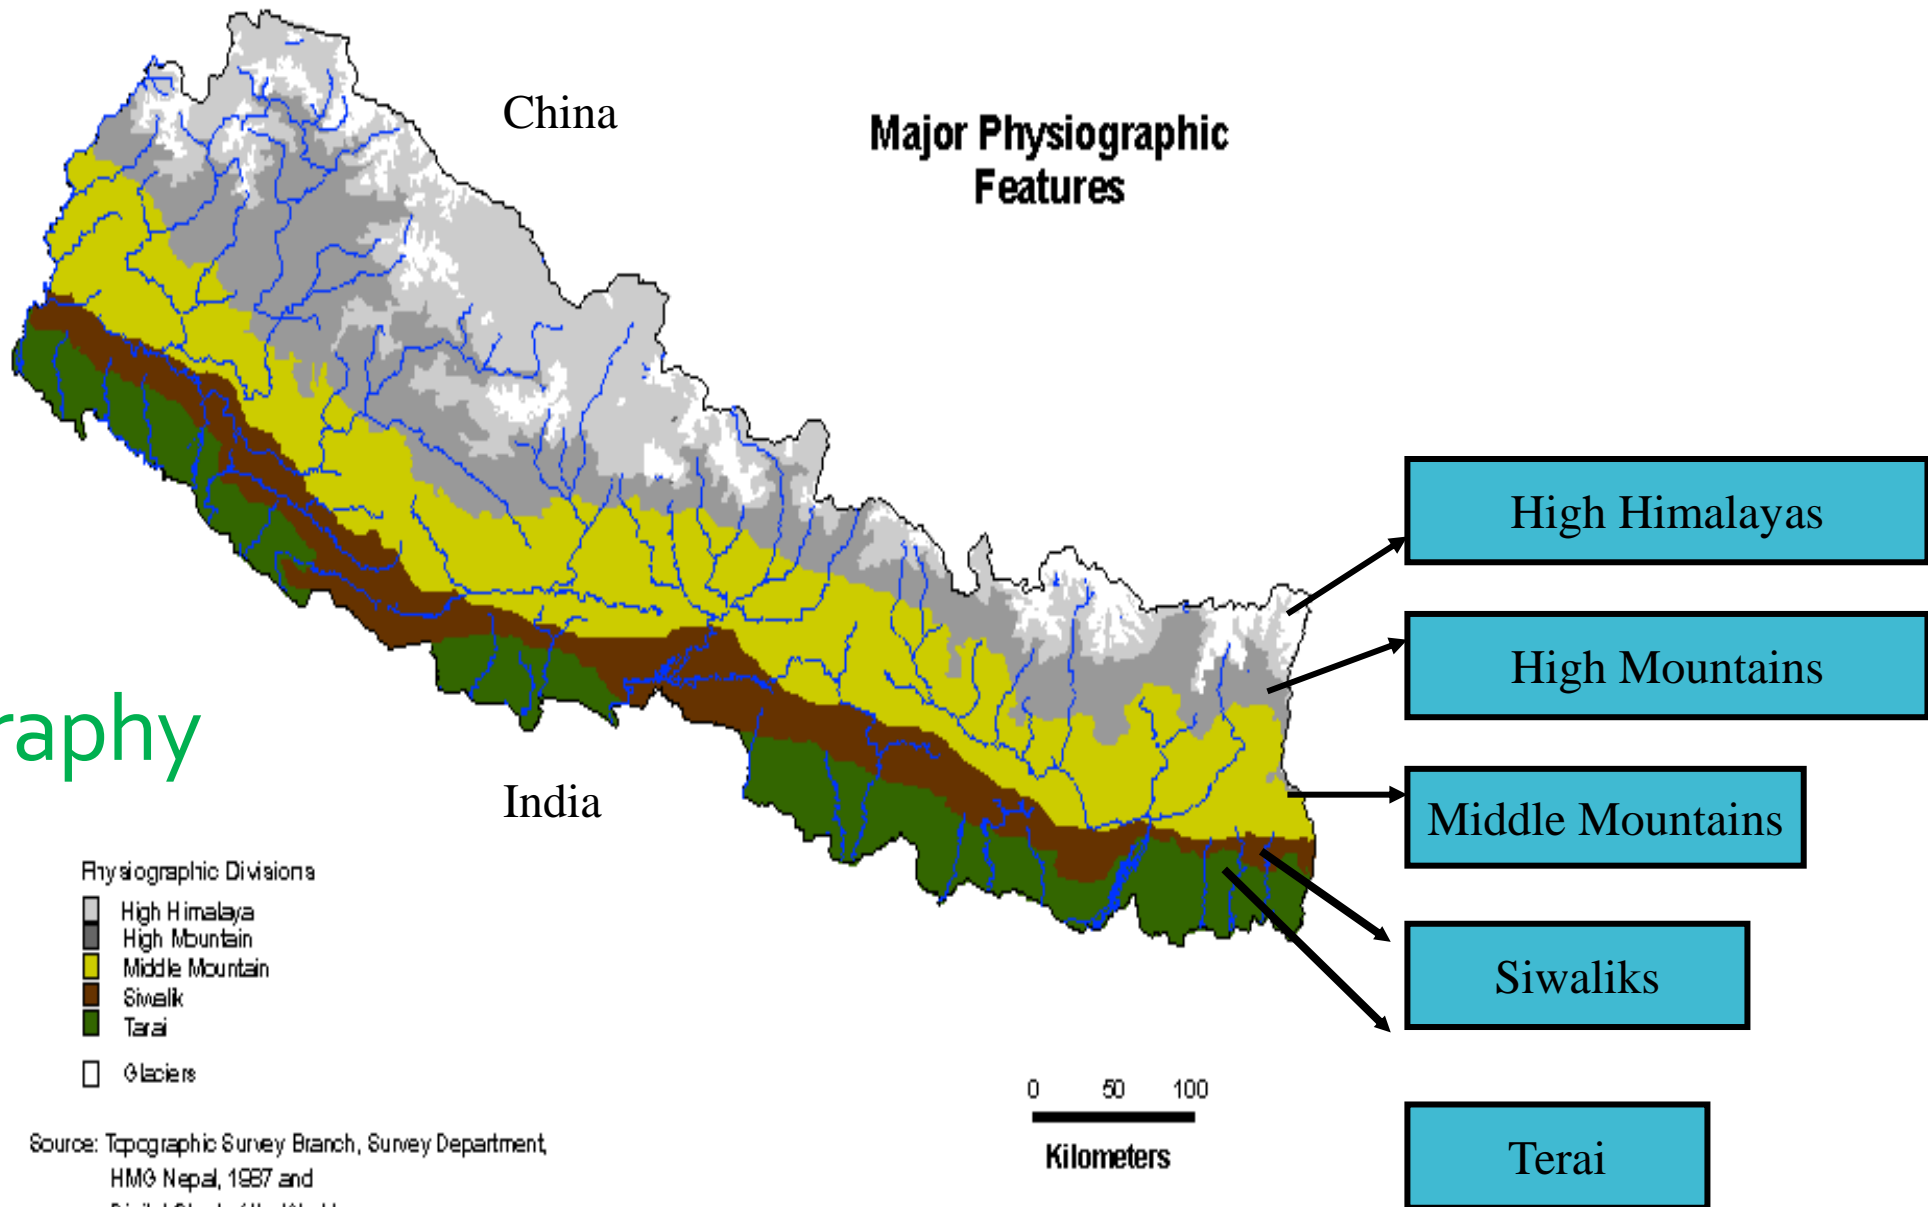 China
Major Physiographic
Features
High Himalayas
High Mountains
raphy
India
Middle Mountains
Physiographic Divisions
High Himalaya
High Mountain
Middle Mountain
Siwalik
Tarai
Glaciers
Siwaliks
0 50 100
Kilometers
Terai
Source: Topographic Survey Branch, Survey Department,
HMG Nepal, 1987 and